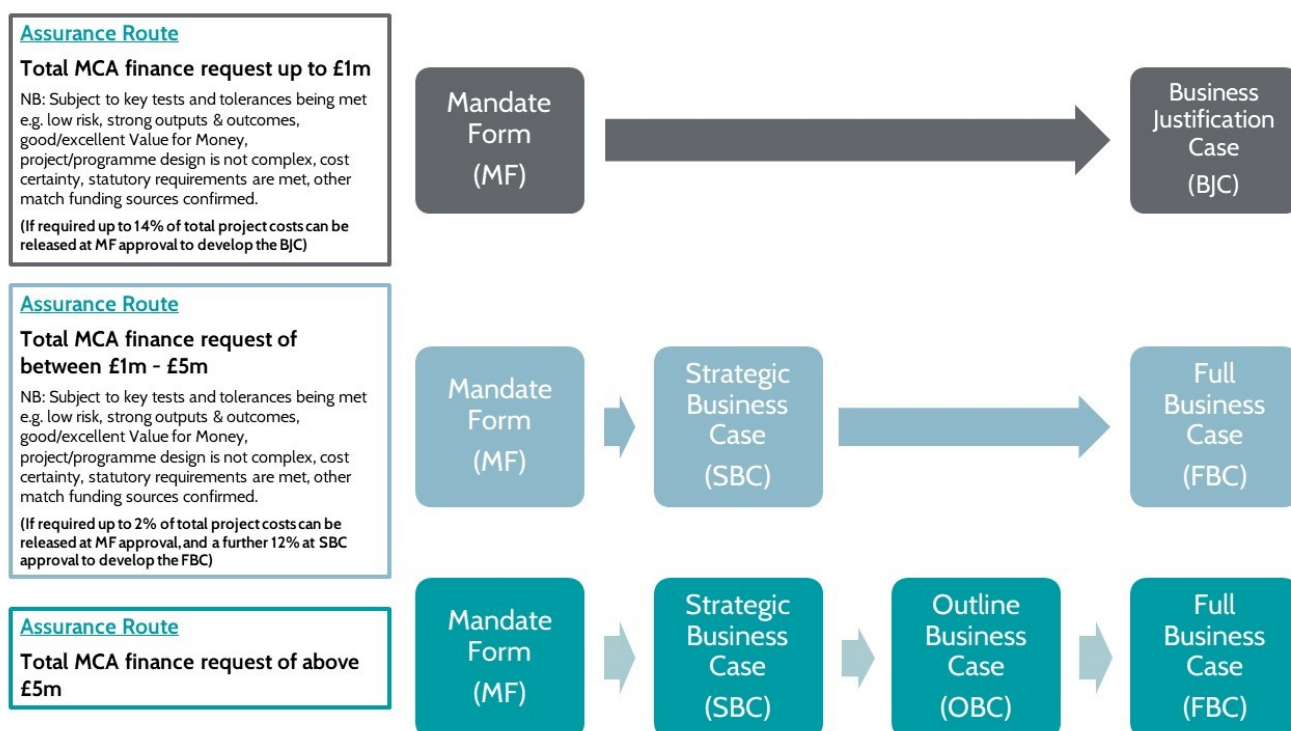 Assurance Route
Total MCA finance request up to £1m
NB: Subject to key tests and tolerances being met
e.g. low risk, strong outputs & outcomes,
good/excellent Value for Money,
project/programme design is not complex, cost
certainty, statutory requirements are met, other
match funding sources confirmed.
(If required up to 14% of total project costs can be
released at MF approval to develop the BJC)
Mandate
Form
(MF)
Business
Justification
Case
(BJC)
Assurance Route
Total MCA finance request of
between £1m - £5m
NB: Subject to key tests and tolerances being met
e.g. low risk, strong outputs & outcomes,
good/excellent Value for Money,
project/programme design is not complex, cost
certainty, statutory requirements are met, other
match funding sources confirmed.
(If required up to 2% of total project costs can be
released at MF approval, and a further 12% at SBC
approval to develop the FBC)
Mandate
Form
(MF)
Strategic
Business
Case
(SBC)
Full
Business
Case
(FBC)
Assurance Route
Total MCA finance request of above
£5m
Mandate
Form
(MF)
Strategic
Business
Case
(SBC)
Outline
Business
Case
(OBC)
Full
Business
Case
(FBC)